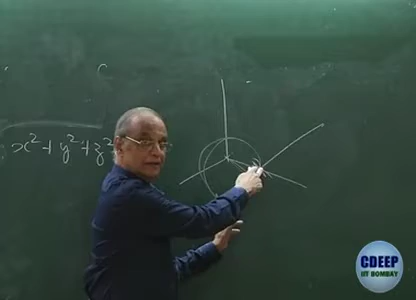 x² + y² + z²
CDEEP
IIT BOMBAY